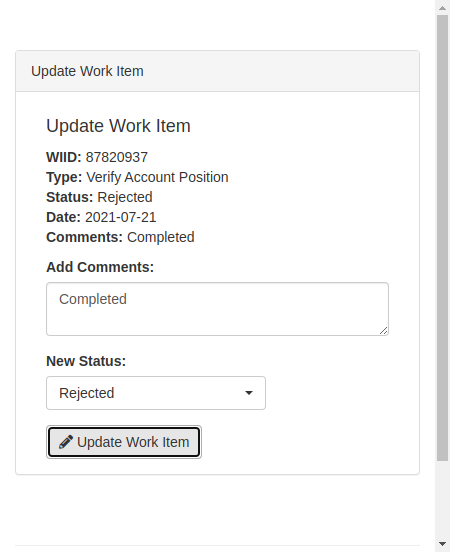 Update Work Item
Update Work Item
WIID: 87820937
Type: Verify Account Position
Status: Rejected
Date: 2021-07-21
Comments: Completed
Add Comments:
Completed
New Status:
Rejected
Update Work Item